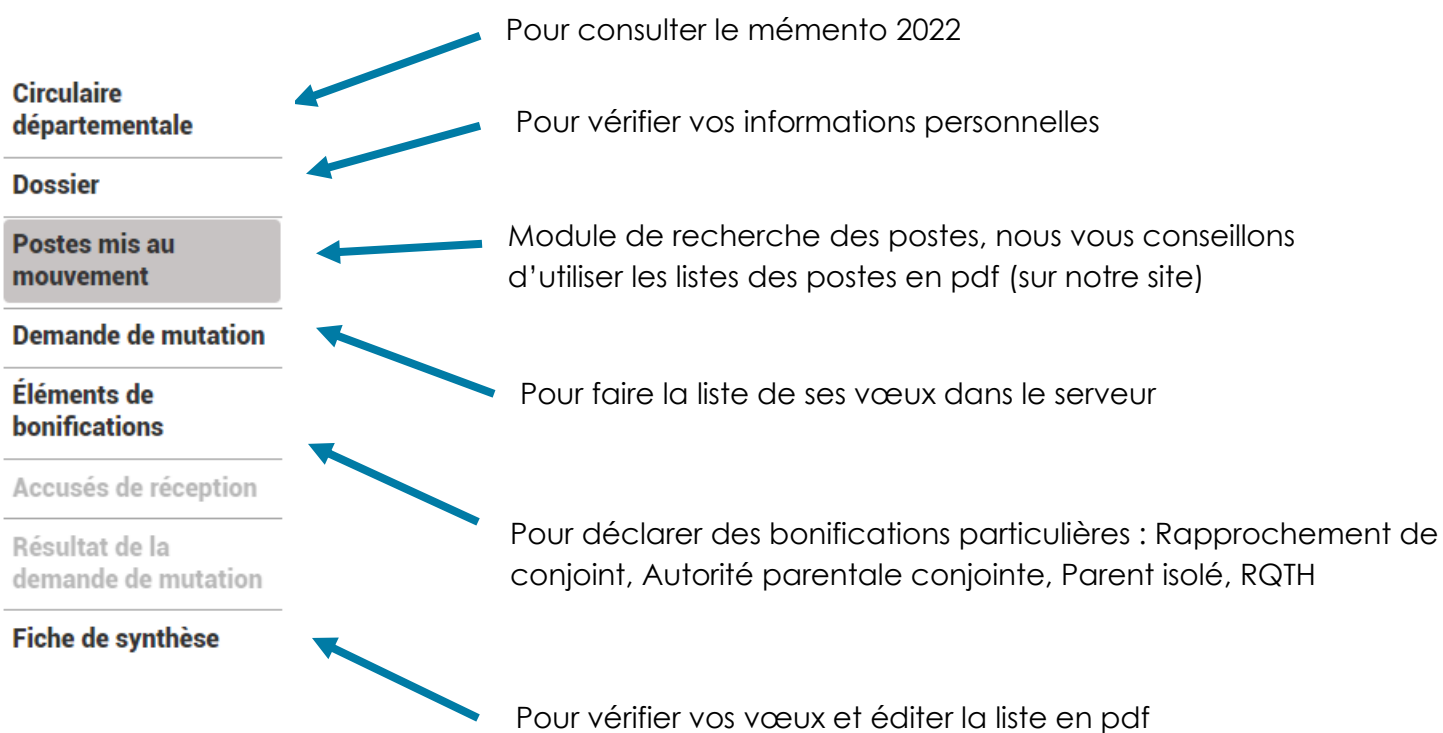 Pour consulter le mémento 2022
Circulaire
départementale
Pour vérifier vos informations personnelles
Dossier
Postes mis au
mouvement
Module de recherche des postes, nous vous conseillons
d’utiliser les listes des postes en pdf (sur notre site)
Demande de mutation
Pour faire la liste de ses vœux dans le serveur
Éléments de
bonifications
Accusés de réception
Pour déclarer des bonifications particulières : Rapprochement de
conjoint, Autorité parentale conjointe, Parent isolé, RQTH
Résultat de la
demande de mutation
Fiche de synthèse
Pour vérifier vos vœux et éditer la liste en pdf